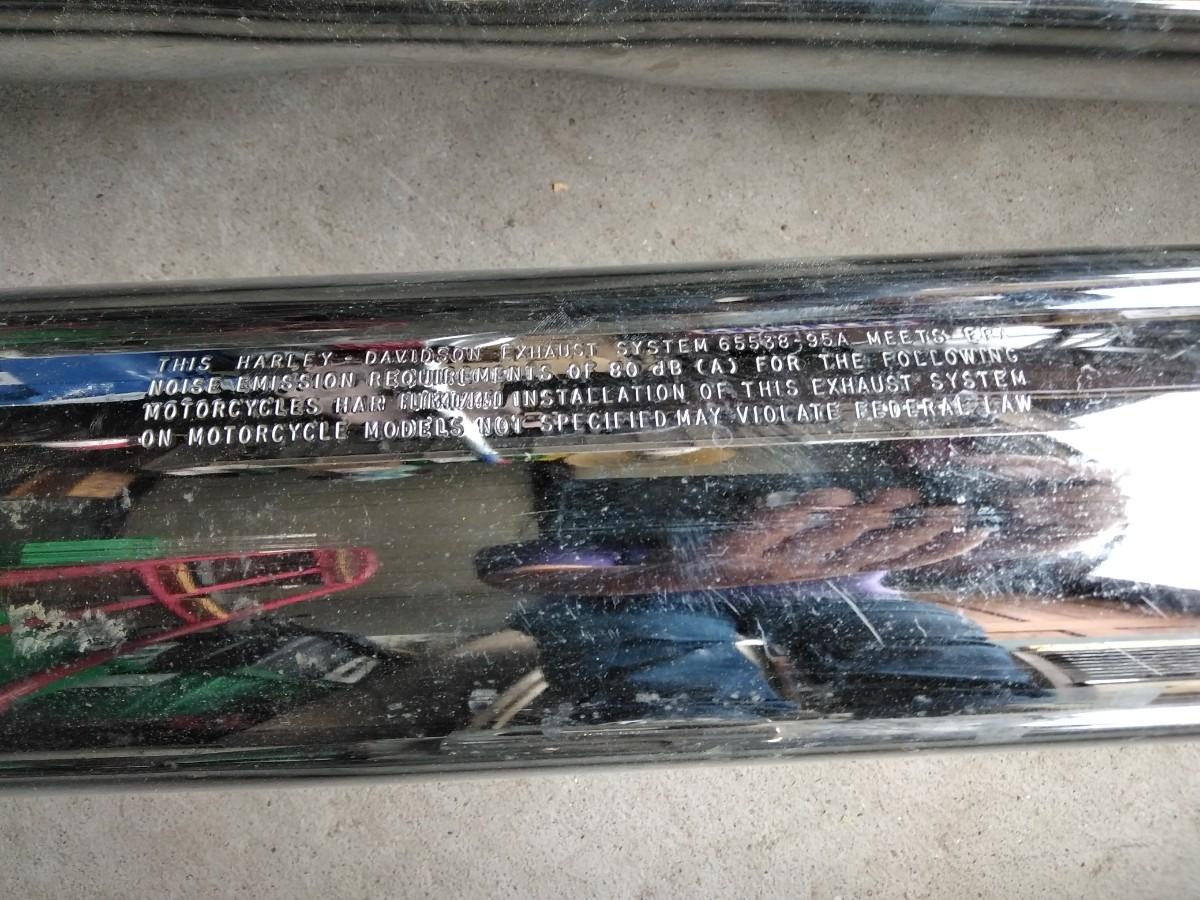 THIS HARLEY-DAVIDSON EXHAUST SYSTEM 65538-95A MEETS EPA
NOISE EMISSION REQUIREMENTS OF 80 dB (A) FOR THE FOLLOWING
MOTORCYCLES HAR INSTALLATION OF THIS EXHAUST SYSTEM
ON MOTORCYCLE MODELS NOT SPECIFIED MAY VIOLATE FEDERAL LAW